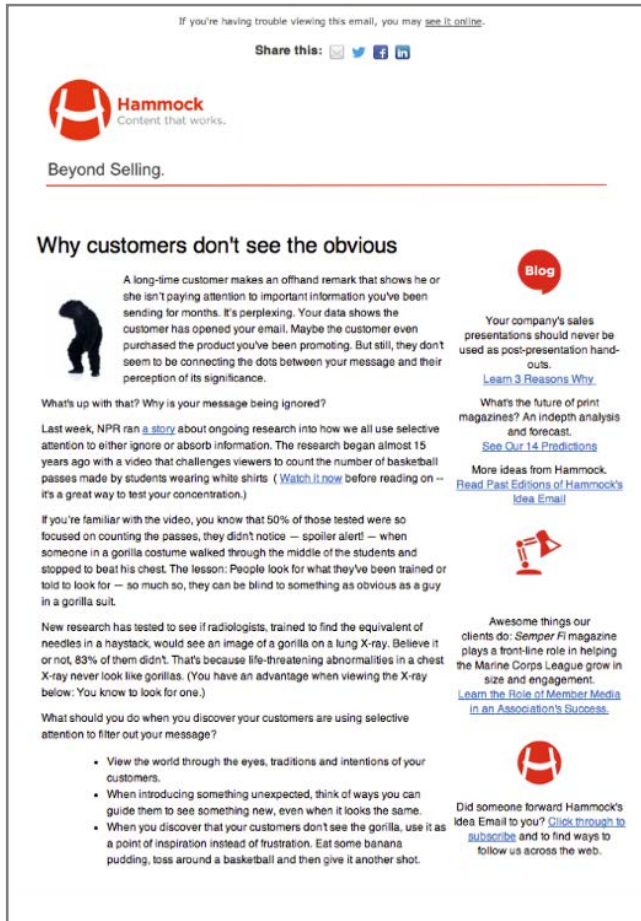 If you're having trouble viewing this email, you may see it online.
Share this:
Hammock
Content that works.
Beyond Selling.
Why customers don't see the obvious
A long-time customer makes an offhand remark that shows he or
she isn't paying attention to important information you've been
sending for months. It's perplexing. Your data shows the
customer has opened your email. Maybe the customer even
purchased the product you've been promoting. But still, they don't
seem to be connecting the dots between your message and their
perception of its significance.
What's up with that? Why is your message being ignored?
Last week, NPR ran a story about ongoing research into how we all use selective
attention to either ignore or absorb information. The research began almost 15
years ago with a video that challenges viewers to count the number of basketball
passes made by students wearing white shirts ( Watch it now before reading on --
it's a great way to test your concentration.)
If you're familiar with the video, you know that 50% of those tested were so
focused on counting the passes, they didn't notice — spoiler alert! — when
someone in a gorilla costume walked through the middle of the students and
stopped to beat his chest. The lesson: People look for what they've been trained or
told to look for — so much so, they can be blind to something as obvious as a guy
in a gorilla suit.
New research has tested to see if radiologists, trained to find the equivalent of
needles in a haystack, would see an image of a gorilla on a lung X-ray. Believe it
or not, 83% of them didn't. That's because life-threatening abnormalities in a chest
X-ray never look like gorillas. (You have an advantage when viewing the X-ray
below: You know to look for one.)
What should you do when you discover your customers are using selective
attention to filter out your message?
• View the world through the eyes, traditions and intentions of your
customers.
• When introducing something unexpected, think of ways you can
guide them to see something new, even when it looks the same.
• When you discover that your customers don't see the gorilla, use it as
a point of inspiration instead of frustration. Eat some banana
pudding, toss around a basketball and then give it another shot.
Blog
Your company's sales
presentations should never be
used as post-presentation hand-
outs.
Learn 3 Reasons Why
What's the future of print
magazines? An indepth analysis
and forecast.
See Our 14 Predictions
More ideas from Hammock.
Read Past Editions of Hammock's
Idea Email
Awesome things our
clients do: Semper Fi magazine
plays a front-line role in helping
the Marine Corps League grow in
size and engagement.
Learn the Role of Member Media
in an Association's Success.
Did someone forward Hammock's
Idea Email to you? Click through to
subscribe and to find ways to
follow us across the web.